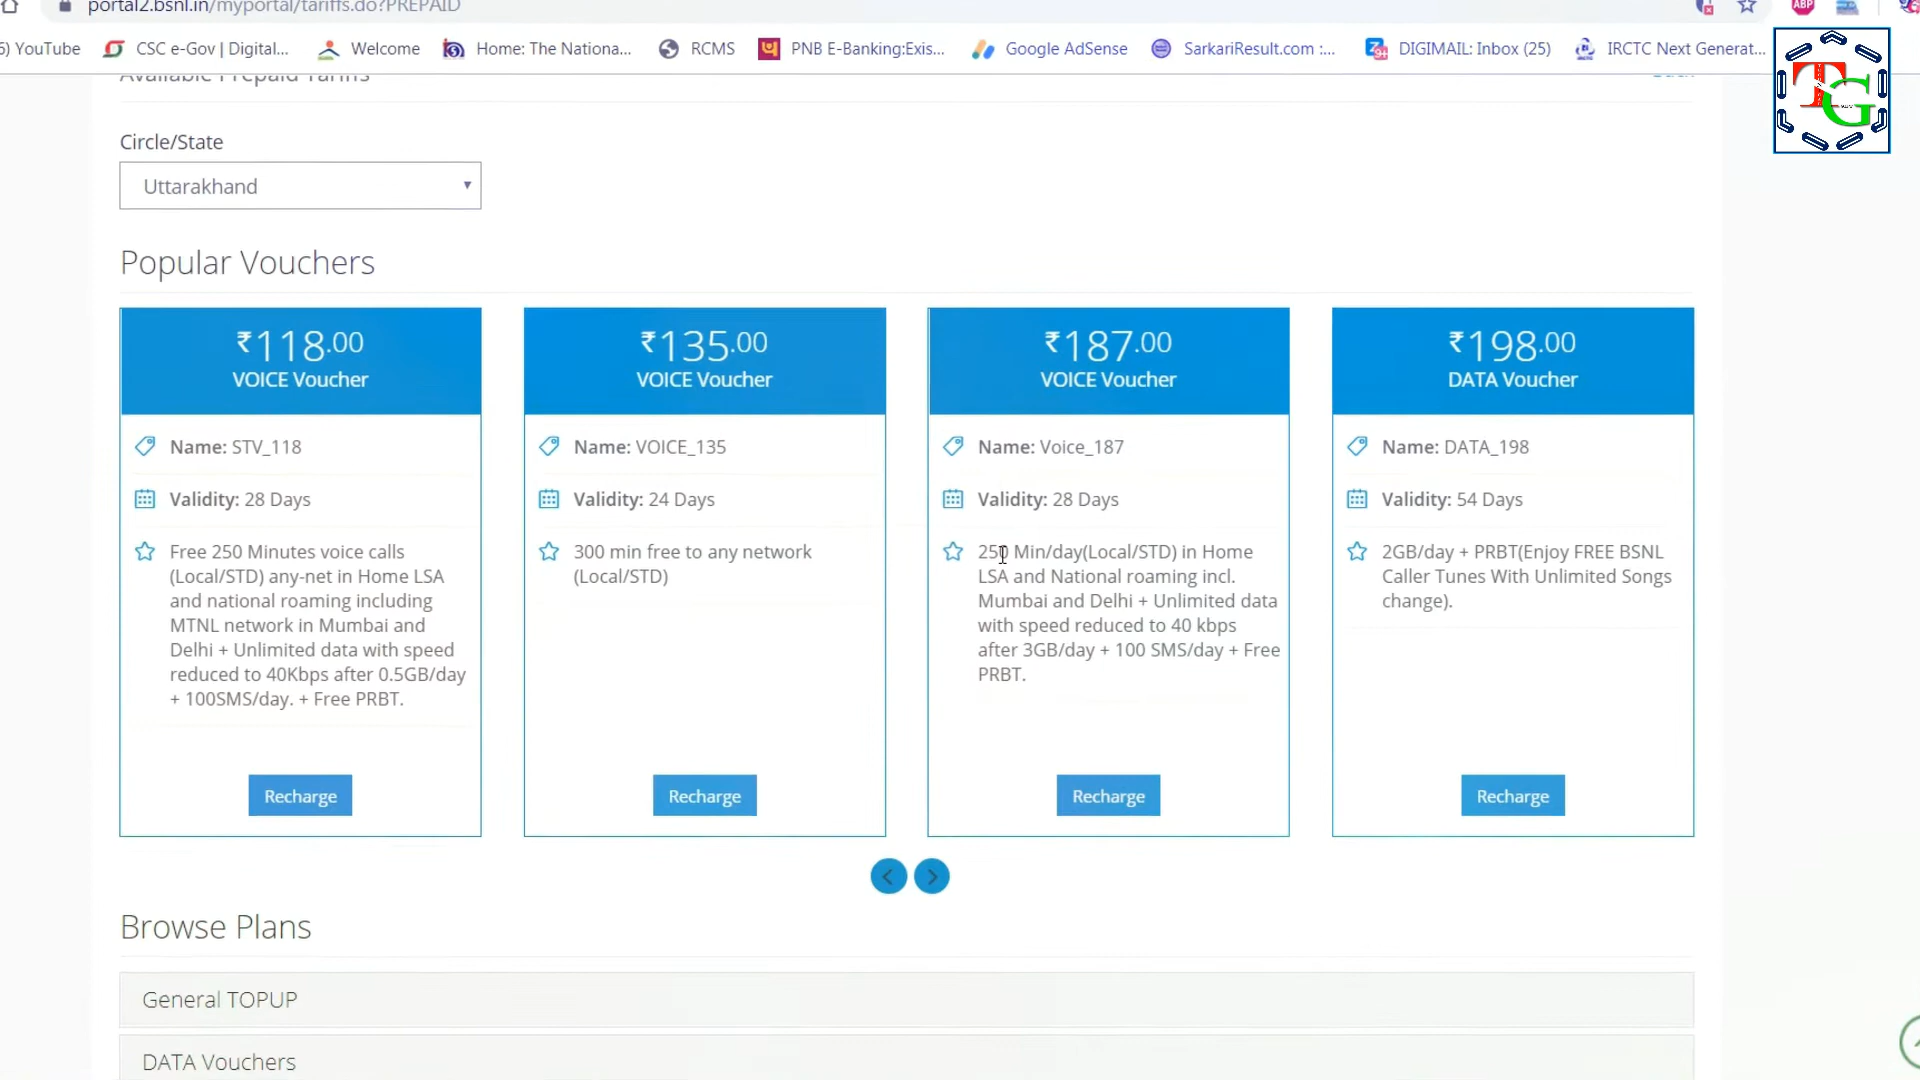 portal2.bsnl.in/myportal/tariffs.do?PREPAID
ABP
6) YouTube CSC e-Gov | Digital... Welcome Home: The Nationa... RCMS PNB E-Banking:Exis... Google AdSense SarkariResult.com :... DIGIMAIL: Inbox (25) IRCTC Next Generat...
TG
Available Prepaid Tariffs
Circle/State
Uttarakhand
Popular Vouchers
₹118.00
VOICE Voucher
Name: STV_118
Validity: 28 Days
Free 250 Minutes voice calls
(Local/STD) any-net in Home LSA
and national roaming including
MTNL network in Mumbai and
Delhi + Unlimited data with speed
reduced to 40Kbps after 0.5GB/day
+ 100SMS/day. + Free PRBT.
Recharge
₹135.00
VOICE Voucher
Name: VOICE_135
Validity: 24 Days
300 min free to any network
(Local/STD)
Recharge
₹187.00
VOICE Voucher
Name: Voice_187
Validity: 28 Days
250 Min/day(Local/STD) in Home
LSA and National roaming incl.
Mumbai and Delhi + Unlimited data
with speed reduced to 40 kbps
after 3GB/day + 100 SMS/day + Free
PRBT.
Recharge
₹198.00
DATA Voucher
Name: DATA_198
Validity: 54 Days
2GB/day + PRBT(Enjoy FREE BSNL
Caller Tunes With Unlimited Songs
change).
Recharge
Browse Plans
General TOPUP
DATA Vouchers